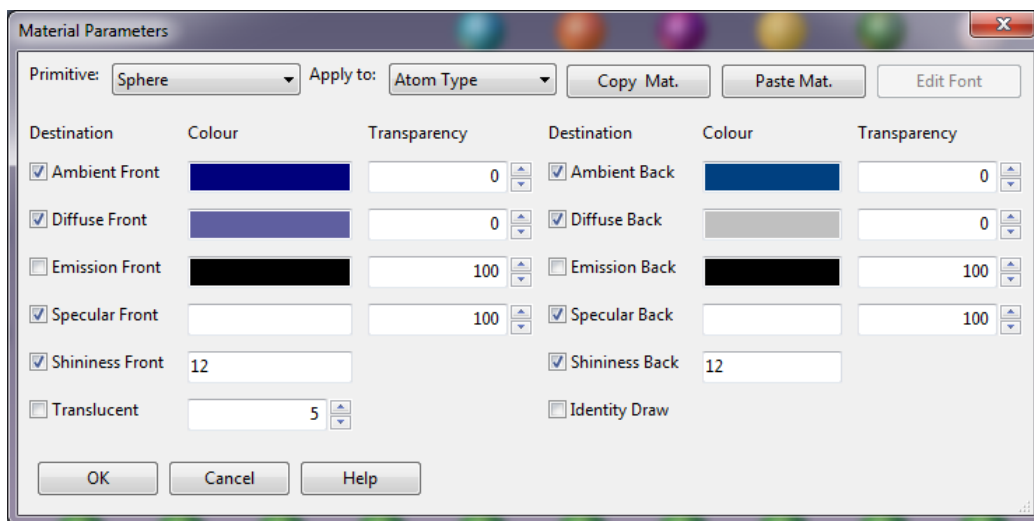 Material Parameters
Primitive: Sphere Apply to: Atom Type Copy Mat. Paste Mat. Edit Font
Destination Colour Transparency Destination Colour Transparency
Ambient Front 0 Ambient Back 0
Diffuse Front 0 Diffuse Back 0
Emission Front 100 Emission Back 100
Specular Front 100 Specular Back 100
Shininess Front 12 Shininess Back 12
Translucent 5 Identity Draw
OK Cancel Help